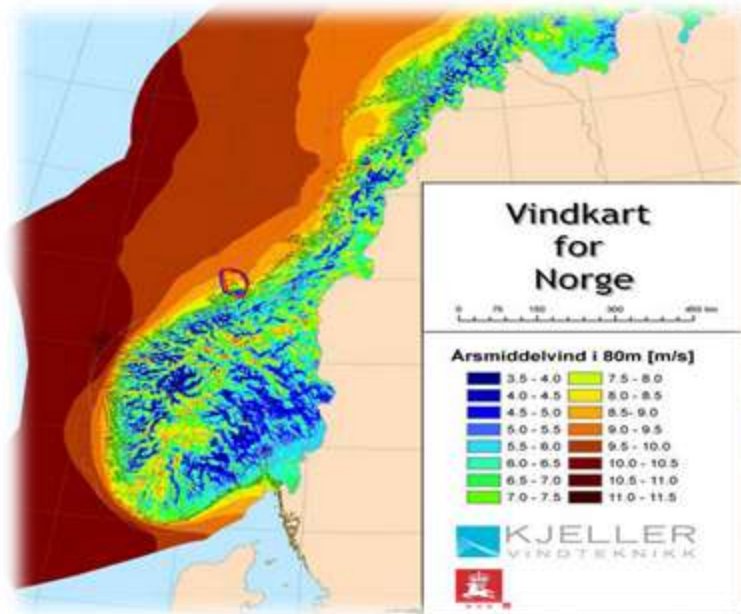 Vindkart
for
Norge
0 75 150 300 450 km
Årsmiddelvind i 80m [m/s]
3.5 - 4.0 7.5 - 8.0
4.0 - 4.5 8.0 - 8.5
4.5 - 5.0 8.5 - 9.0
5.0 - 5.5 9.0 - 9.5
5.5 - 6.0 9.5 - 10.0
6.0 - 6.5 10.0 - 10.5
6.5 - 7.0 10.5 - 11.0
7.0 - 7.5 11.0 - 11.5
KJELLER
VINDTEKNIKK